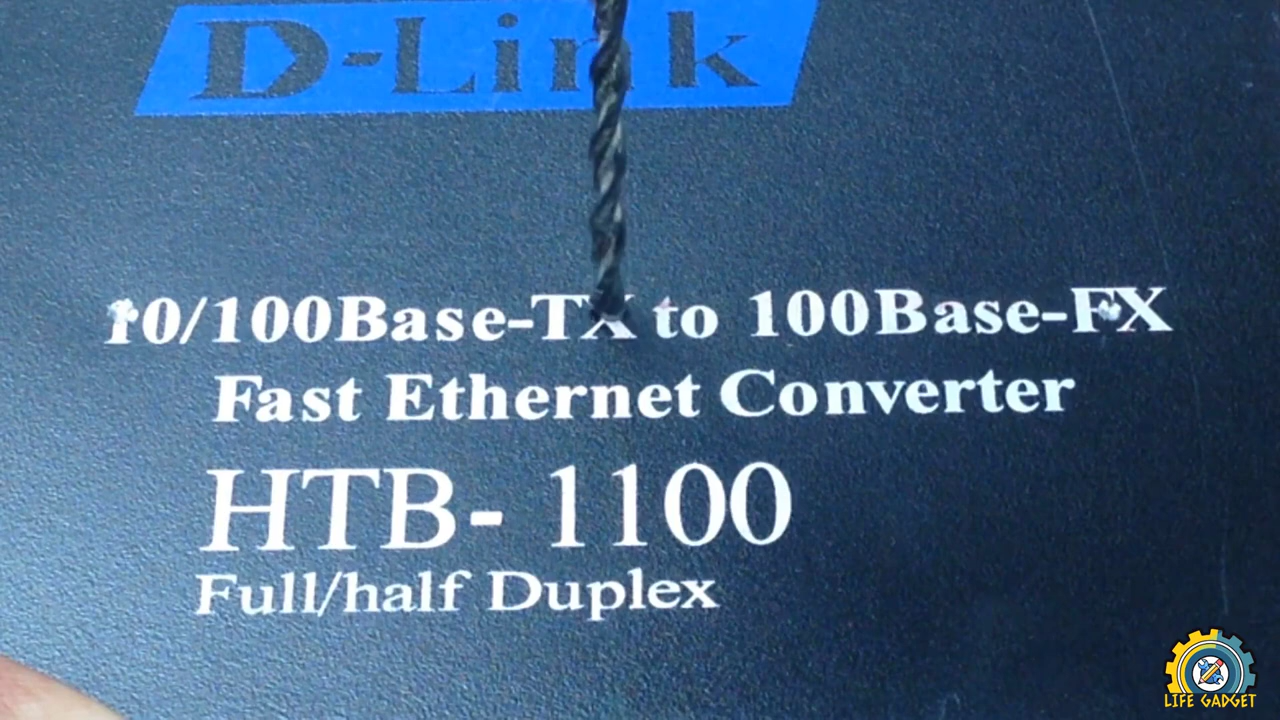 D-Link
10/100Base-TX to 100Base-FX
Fast Ethernet Converter
HTB- 1100
Full/half Duplex
LIFE GADGET